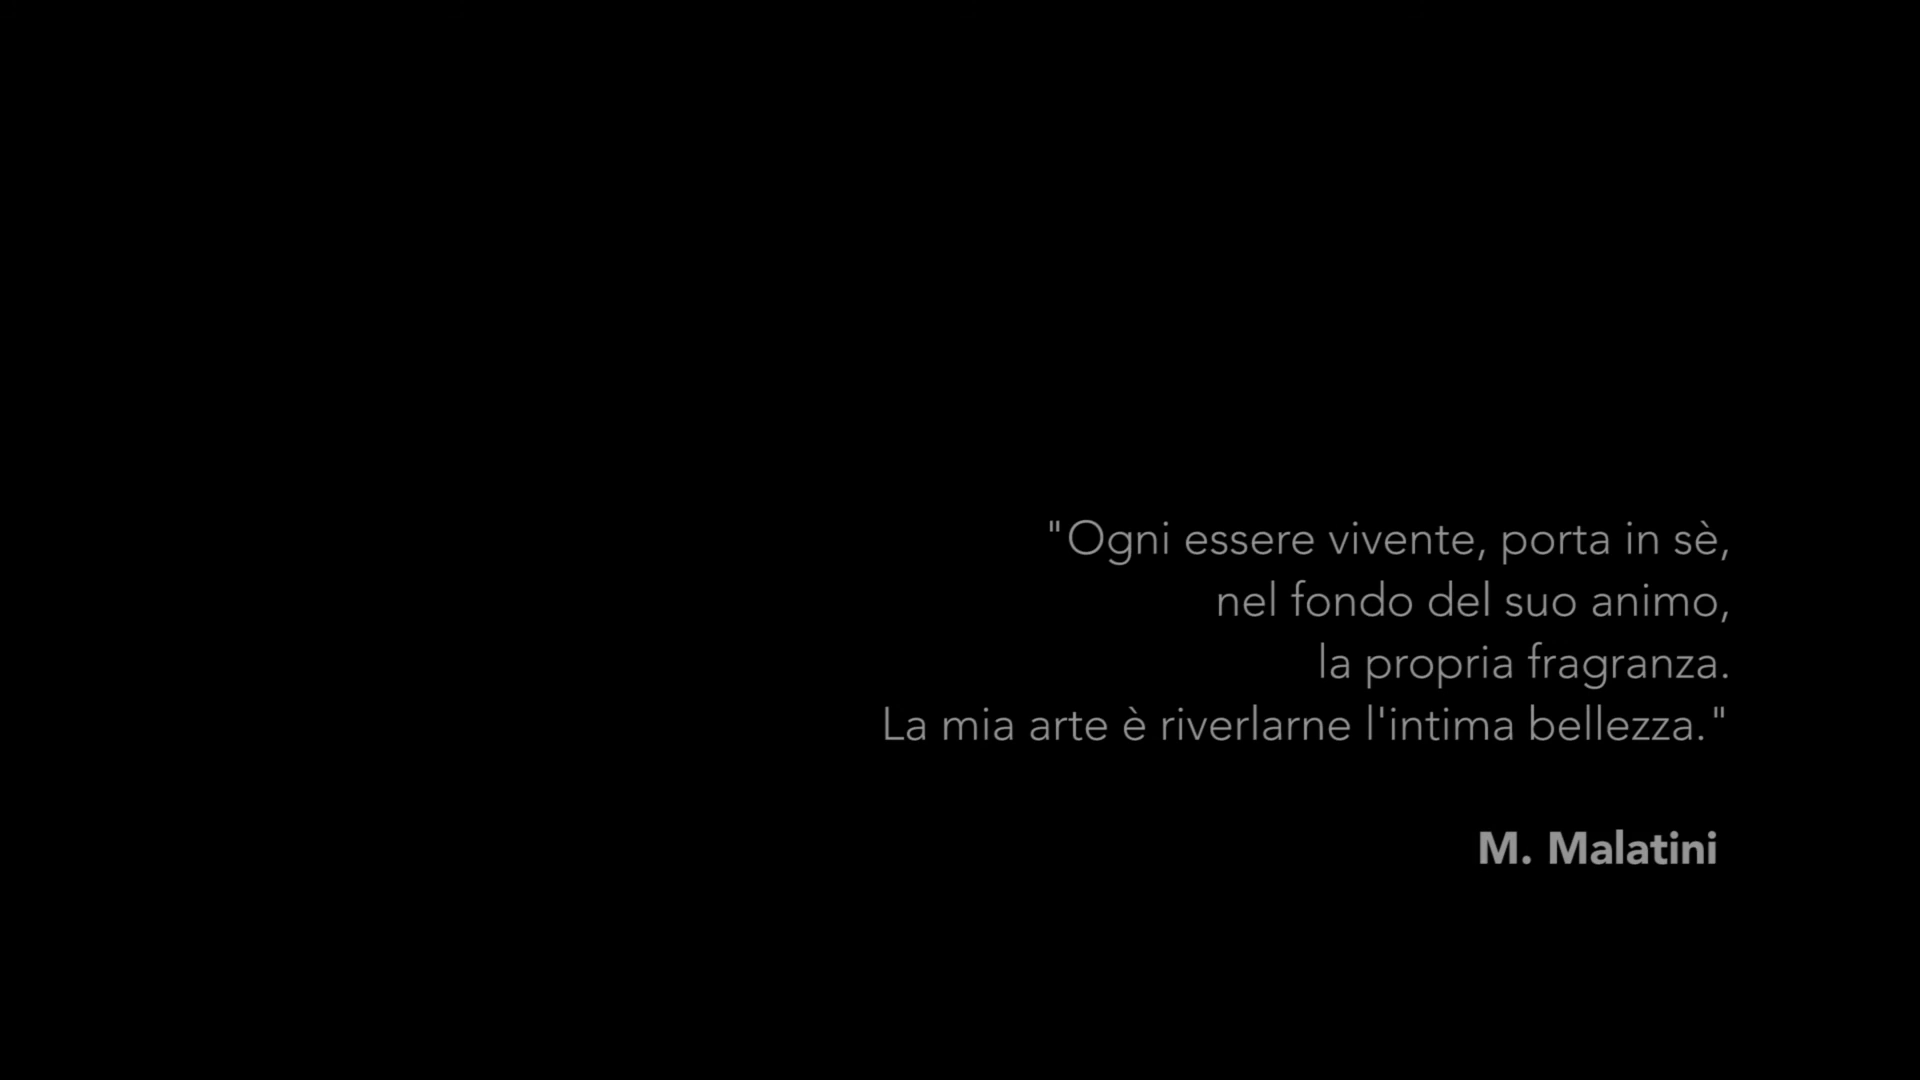 "Ogni essere vivente, porta in sè,
nel fondo del suo animo,
la propria fragranza.
La mia arte è riverlarne l'intima bellezza."
M. Malatini